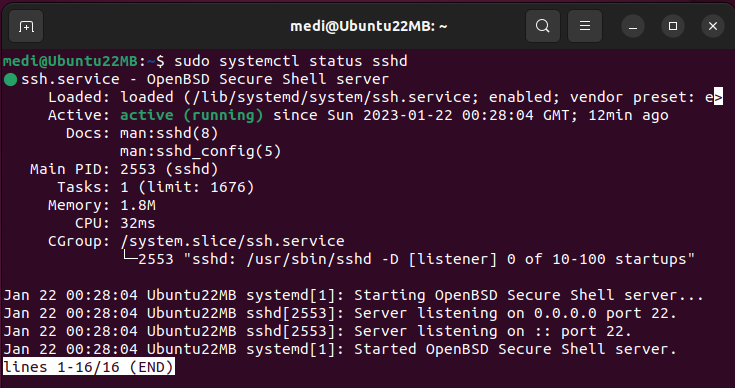 medi@Ubuntu22MB: ~
medi@Ubuntu22MB:~$ sudo systemctl status sshd
ssh.service - OpenBSD Secure Shell server
Loaded: loaded (/lib/systemd/system/ssh.service; enabled; vendor preset: e>
Active: active (running) since Sun 2023-01-22 00:28:04 GMT; 12min ago
Docs: man:sshd(8)
man:sshd_config(5)
Main PID: 2553 (sshd)
Tasks: 1 (limit: 1676)
Memory: 1.8M
CPU: 32ms
CGroup: /system.slice/ssh.service
└─2553 "sshd: /usr/sbin/sshd -D [listener] 0 of 10-100 startups"
Jan 22 00:28:04 Ubuntu22MB systemd[1]: Starting OpenBSD Secure Shell server...
Jan 22 00:28:04 Ubuntu22MB sshd[2553]: Server listening on 0.0.0.0 port 22.
Jan 22 00:28:04 Ubuntu22MB sshd[2553]: Server listening on :: port 22.
Jan 22 00:28:04 Ubuntu22MB systemd[1]: Started OpenBSD Secure Shell server.
lines 1-16/16 (END)